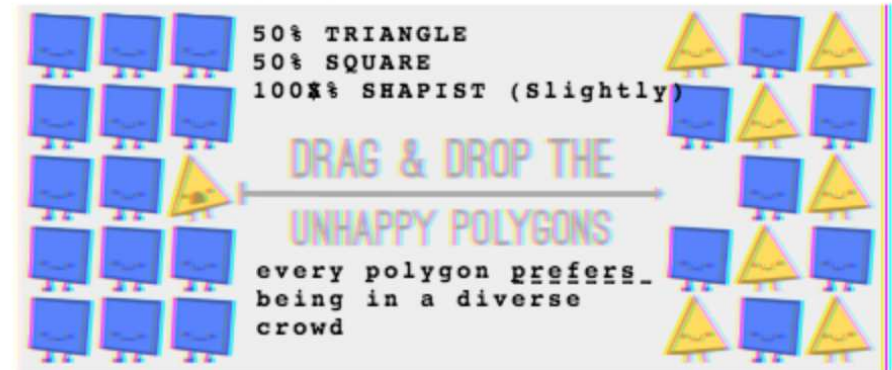 50% TRIANGLE
50% SQUARE
100% SHAPIST (Slightly)
DRAG & DROP THE
UNHAPPY POLYGONS
every polygon prefers
being in a diverse
crowd